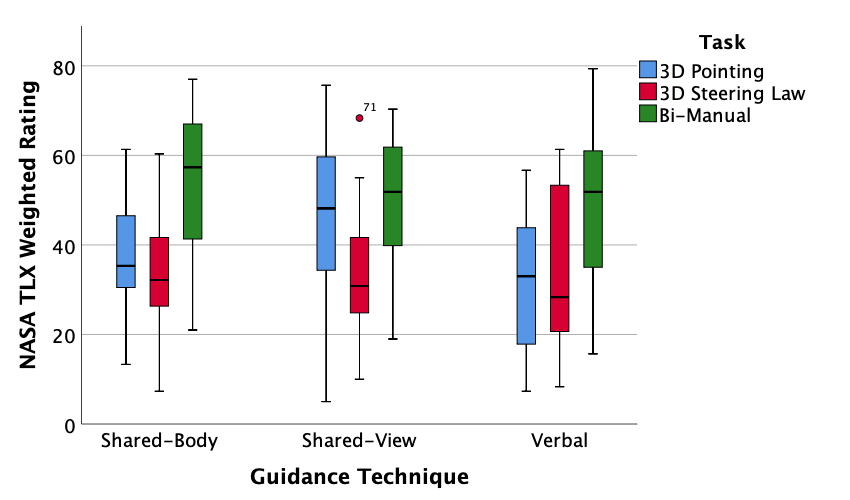 Task
3D Pointing
3D Steering Law
Bi-Manual
NASA TLX Weighted Rating
80
60
40
20
0
71
Shared-Body
Shared-View
Verbal
Guidance Technique